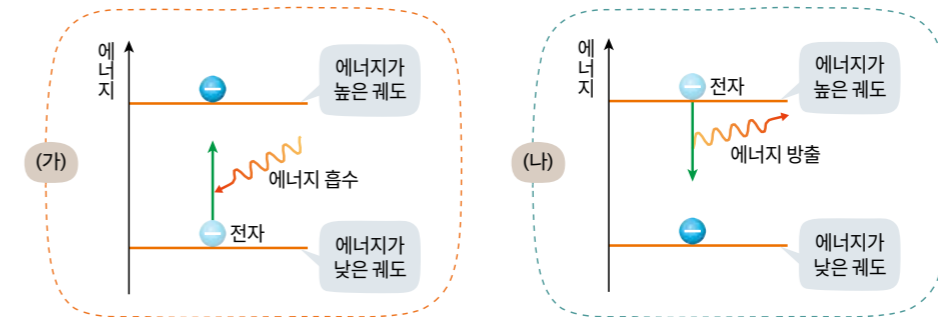 (가)
에너지
에너지가
높은 궤도
에너지 흡수
전자
에너지가
낮은 궤도
(나)
에너지
전자
에너지가
높은 궤도
에너지 방출
에너지가
낮은 궤도